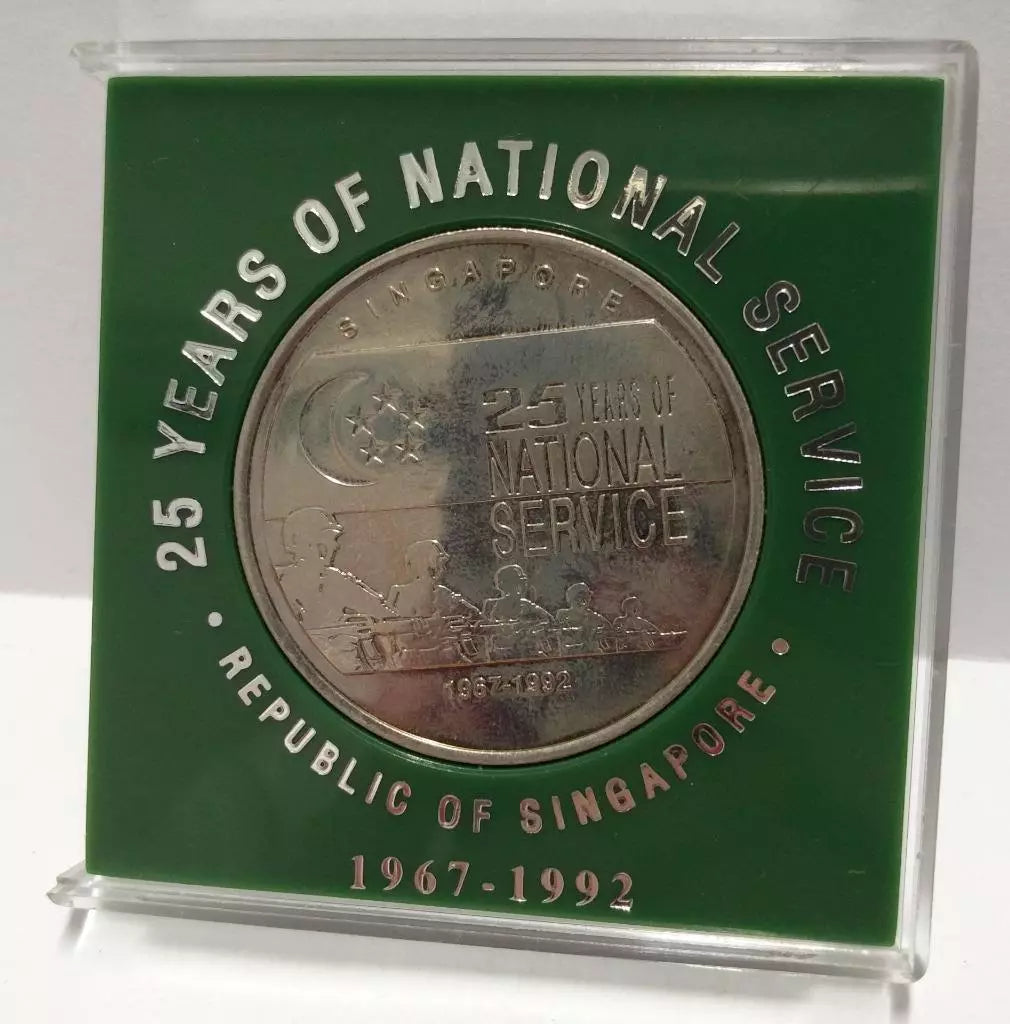 25 YEARS OF NATIONAL SERVICE
SINGAPORE
25 YEARS OF
NATIONAL
SERVICE
1967-1992
• REPUBLIC OF SINGAPORE •
1967-1992